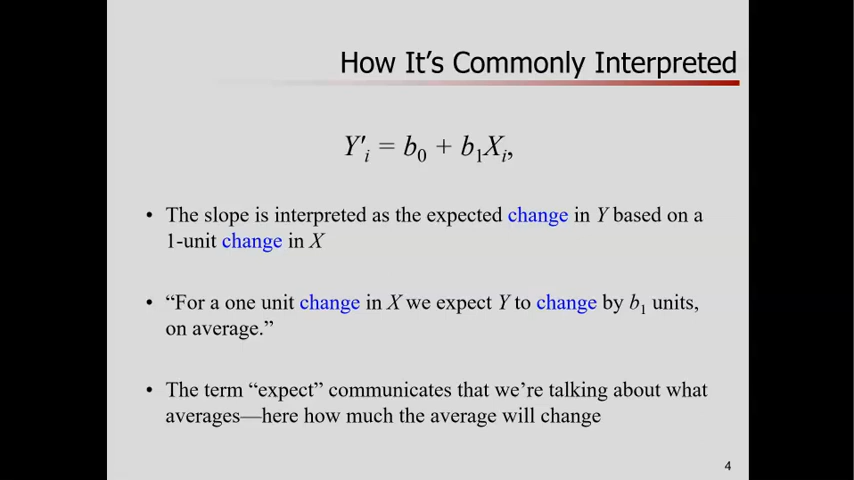 How It's Commonly Interpreted
Y′ᵢ = b₀ + b₁Xᵢ,
• The slope is interpreted as the expected change in Y based on a
1-unit change in X
• “For a one unit change in X we expect Y to change by b₁ units,
on average.”
• The term “expect” communicates that we’re talking about what
averages—here how much the average will change
4